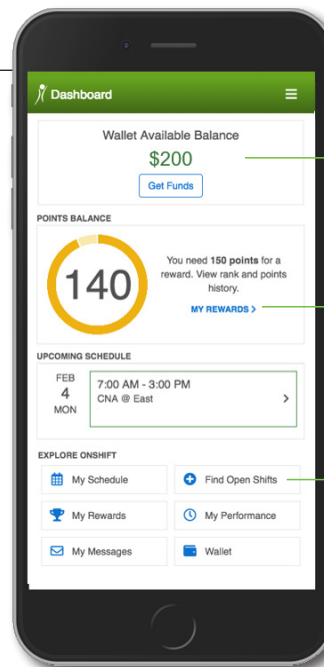 Dashboard
Wallet Available Balance
$200
Get Funds
POINTS BALANCE
140
You need 150 points for a
reward. View rank and points
history.
MY REWARDS >
UPCOMING SCHEDULE
FEB
4
MON
7:00 AM - 3:00 PM
CNA @ East
EXPLORE ONSHIFT
My Schedule
Find Open Shifts
My Rewards
My Performance
My Messages
Wallet